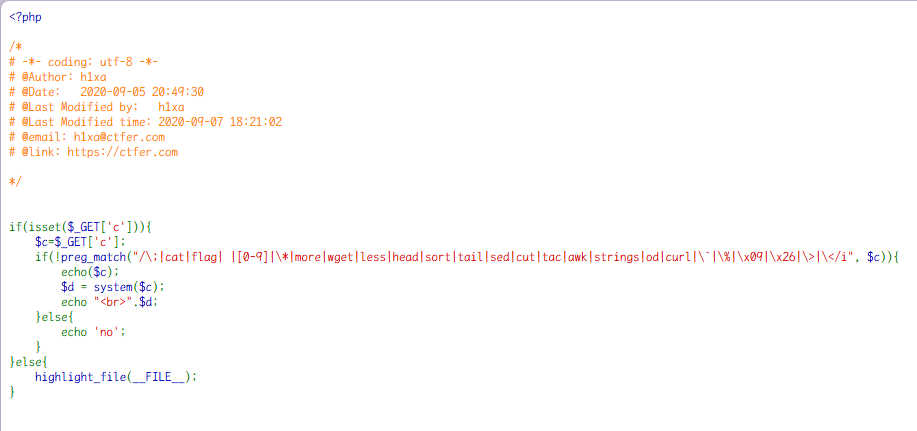 <?php
/*
# -*- coding: utf-8 -*-
# @Author: h1xa
# @Date:   2020-09-05 20:49:30
# @Last Modified by:   h1xa
# @Last Modified time: 2020-09-07 18:21:02
# @email: h1xa@ctfer.com
# @link: https://ctfer.com
*/
if(isset($_GET['c'])){
    $c=$_GET['c'];
    if(!preg_match("/\;|cat|flag| |[0-9]|\*|more|wget|less|head|sort|tail|sed|cut|tac|awk|strings|od|curl|\`|\%|\x09|\x26|\>|\</i", $c)){
        echo($c);
        $d = system($c);
        echo "<br>".$d;
    }else{
        echo 'no';
    }
}else{
    highlight_file(__FILE__);
}